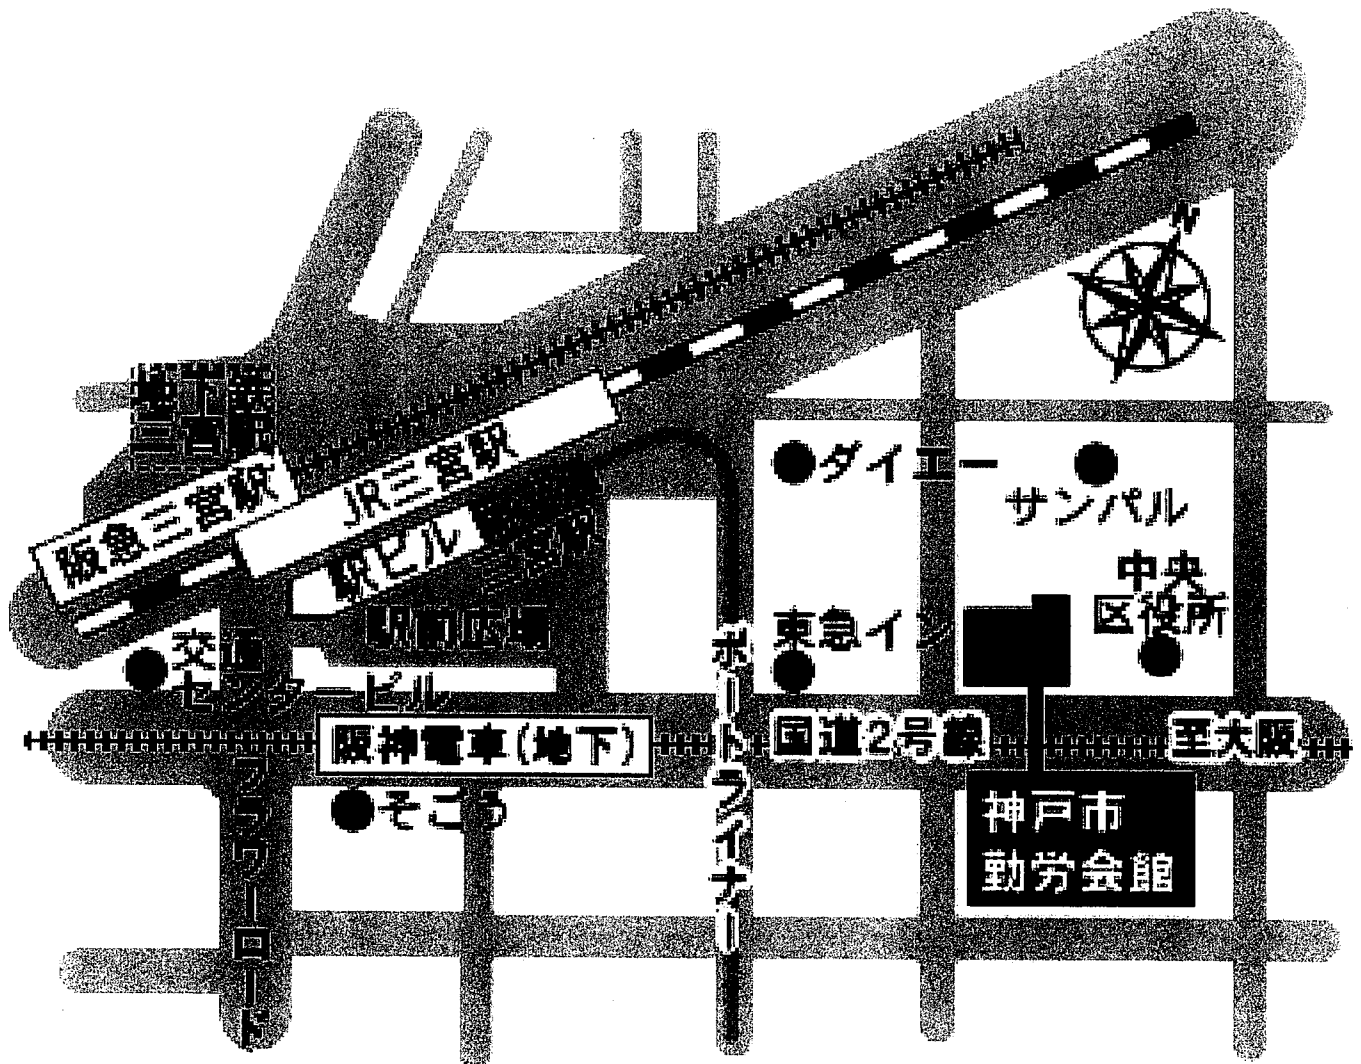 N
地下鉄
三宮
阪急三宮駅
JR三宮駅
駅ビル
駅前広場
交通
センタービル
阪神電車(地下)
そごう
フラワーロード
ポートライナー
ダイエー
サンパル
東急イン
中央
区役所
国道2号線
至大阪
神戸市
勤労会館